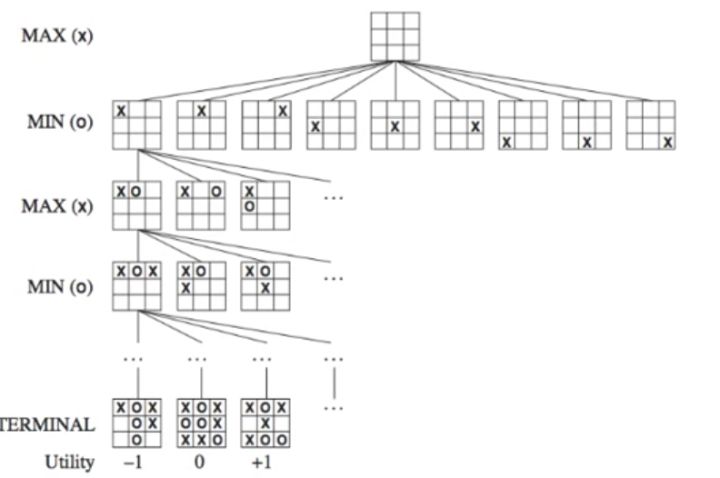 MAX (x)
X X X X X X X X X
MIN (o)
X O X O X
MAX (x) O ...
X O X X O X O
MIN (o) X X ...
... ... ... ...
X O X X O X X O X ...
TERMINAL O X O O X X
O X X O X O O
Utility −1 0 +1